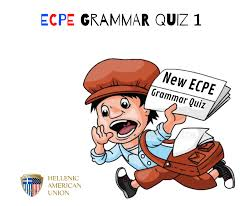 ECPE GRAMMAR QUIZ 1
New ECPE
Grammar Quiz
HELLENIC
AMERICAN
UNION